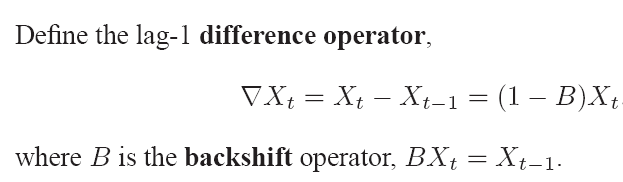 Define the lag-1 difference operator,
∇X_t = X_t − X_{t−1} = (1 − B)X_t.
where B is the backshift operator, BX_t = X_{t−1}.